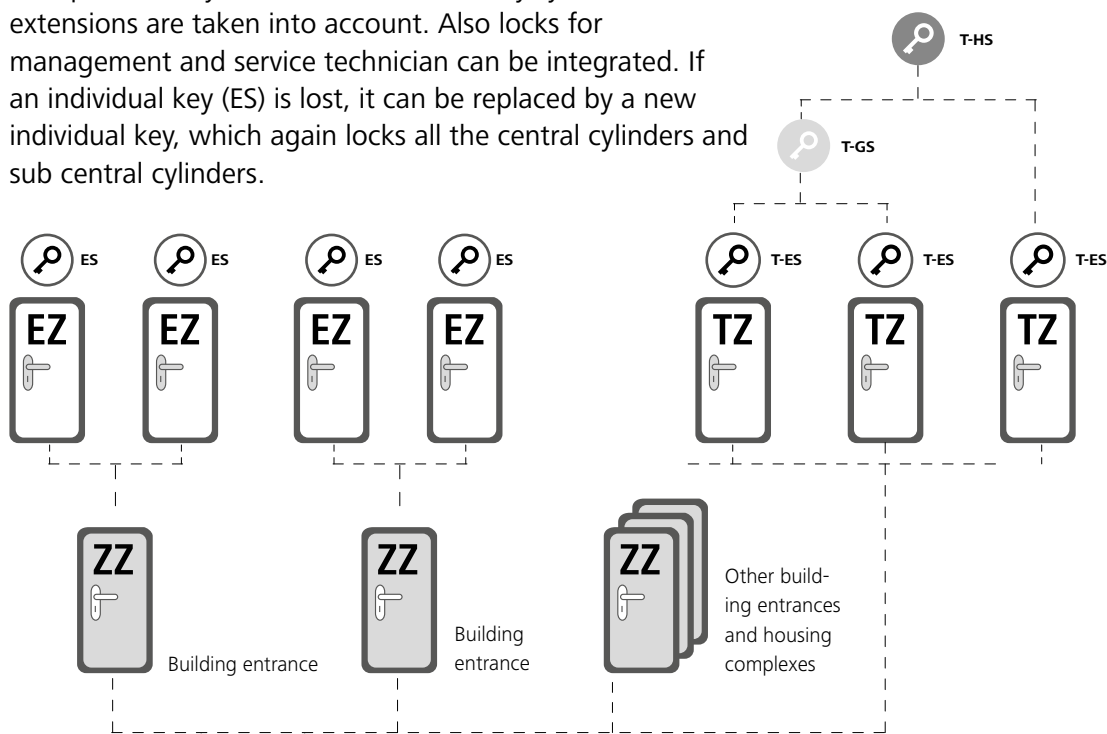 extensions are taken into account. Also locks for
management and service technician can be integrated. If
an individual key (ES) is lost, it can be replaced by a new
individual key, which again locks all the central cylinders and
sub central cylinders.
T-HS
T-GS
ES
ES
ES
ES
T-ES
T-ES
T-ES
EZ
EZ
EZ
EZ
TZ
TZ
TZ
ZZ
Building entrance
ZZ
Building
entrance
ZZ
Other build-
ing entrances
and housing
complexes